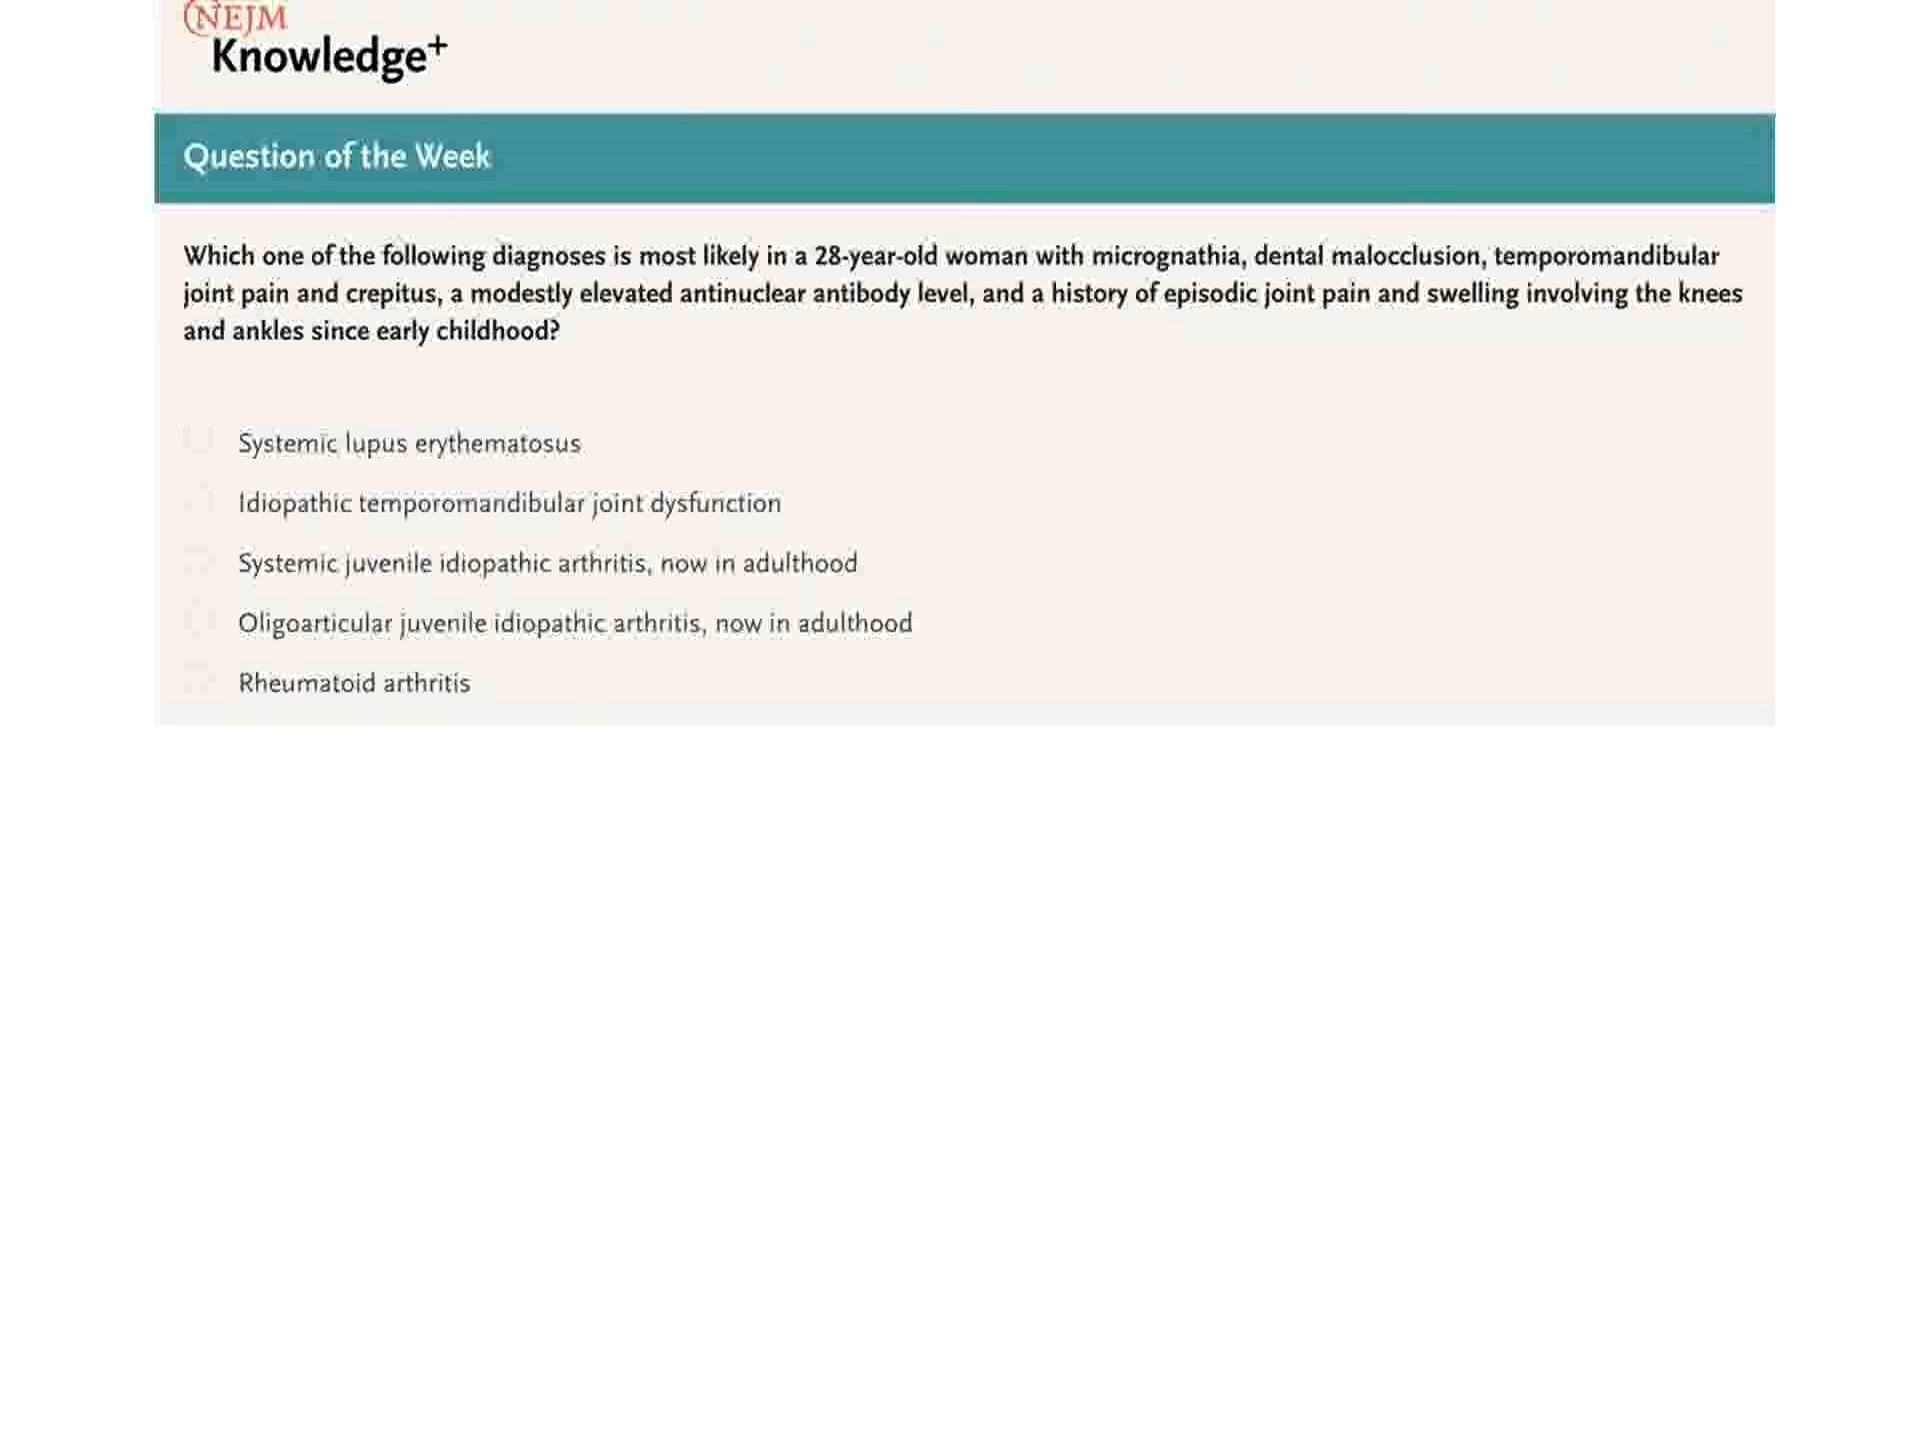 NEJM
Knowledge+
Question of the Week
Which one of the following diagnoses is most likely in a 28-year-old woman with micrognathia, dental malocclusion, temporomandibular
joint pain and crepitus, a modestly elevated antinuclear antibody level, and a history of episodic joint pain and swelling involving the knees
and ankles since early childhood?
Systemic lupus erythematosus
Idiopathic temporomandibular joint dysfunction
Systemic juvenile idiopathic arthritis, now in adulthood
Oligoarticular juvenile idiopathic arthritis, now in adulthood
Rheumatoid arthritis